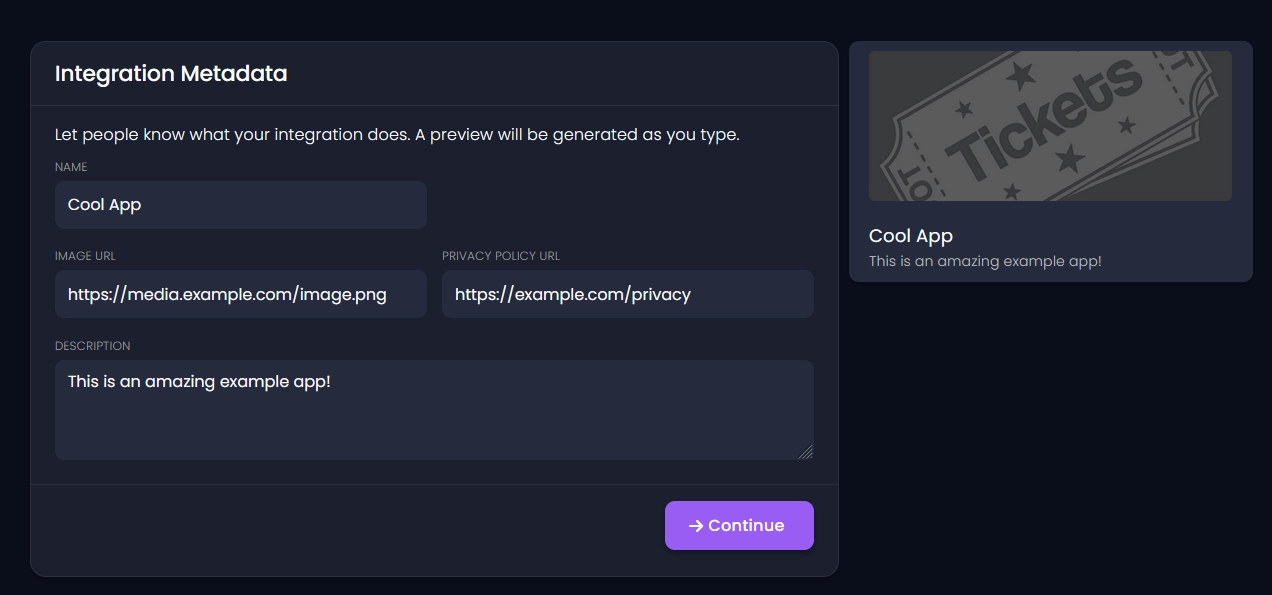 Integration Metadata
Let people know what your integration does. A preview will be generated as you type.
NAME
Cool App
IMAGE URL
PRIVACY POLICY URL
https://media.example.com/image.png
https://example.com/privacy
DESCRIPTION
This is an amazing example app!
Continue
Tickets
TO
Cool App
This is an amazing example app!